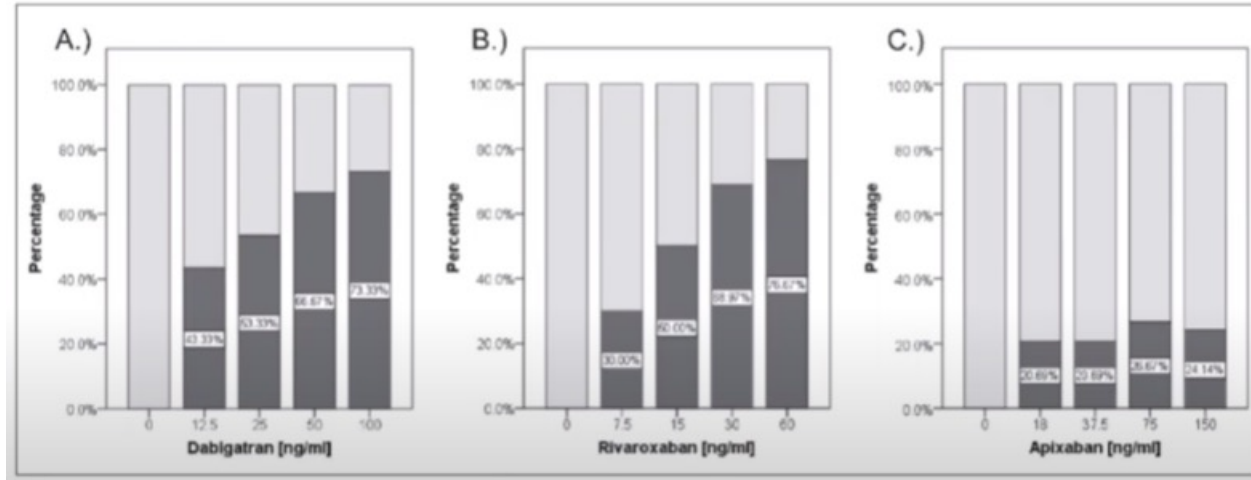 A.)
100.0%
80.0%
60.0%
40.0%
20.0%
0.0%
Percentage
43.33%
53.33%
66.67%
73.33%
0 12.5 25 50 100
Dabigatran [ng/ml]
B.)
100.0%
80.0%
60.0%
40.0%
20.0%
0.0%
Percentage
30.00%
50.00%
68.97%
76.67%
0 7.5 15 30 60
Rivaroxaban [ng/ml]
C.)
100.0%
80.0%
60.0%
40.0%
20.0%
0.0%
Percentage
20.69%
20.69%
26.67%
24.14%
0 18 37.5 75 150
Apixaban [ng/ml]